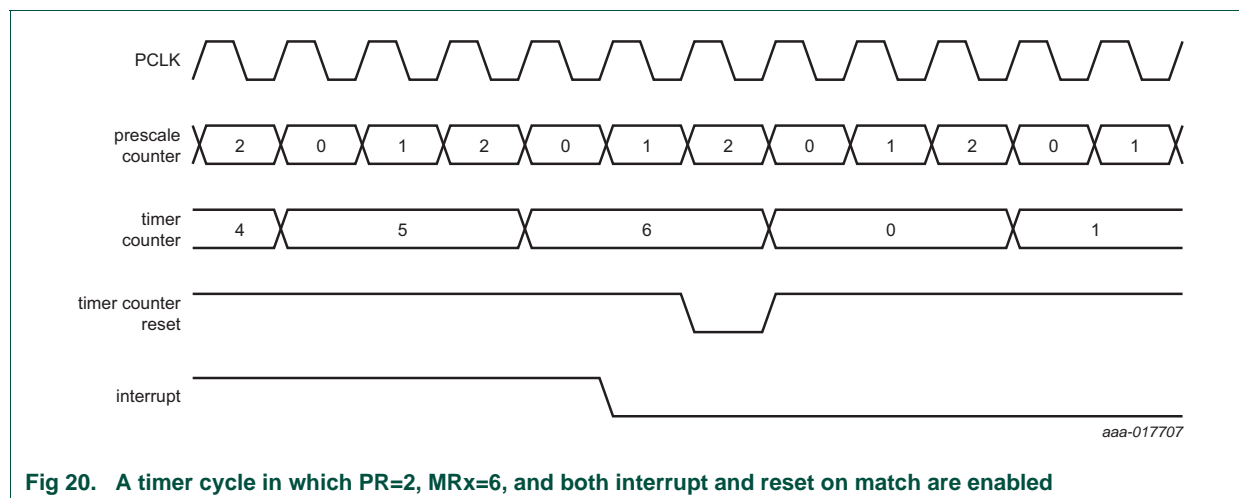 PCLK
prescale
counter
2 0 1 2 0 1 2 0 1 2 0 1
timer
counter
4 5 6 0 1
timer counter
reset
interrupt
aaa-017707
Fig 20. A timer cycle in which PR=2, MRx=6, and both interrupt and reset on match are enabled